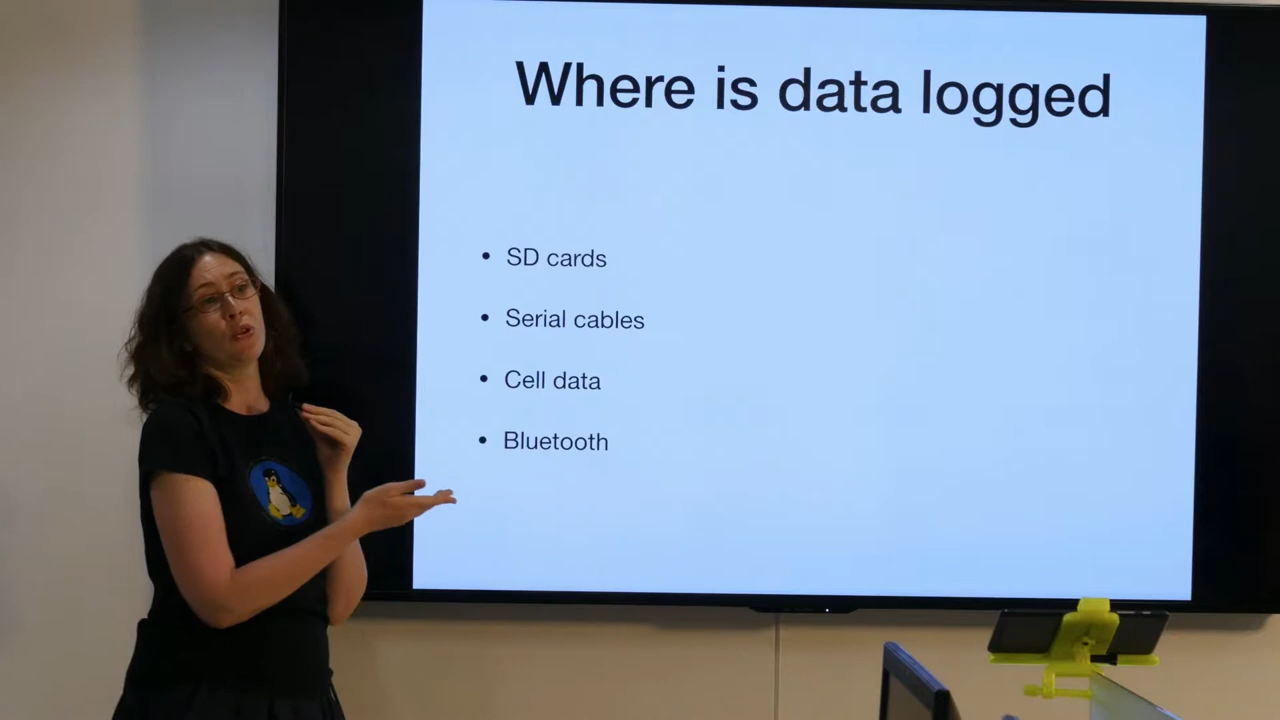 Where is data logged
• SD cards
• Serial cables
• Cell data
• Bluetooth